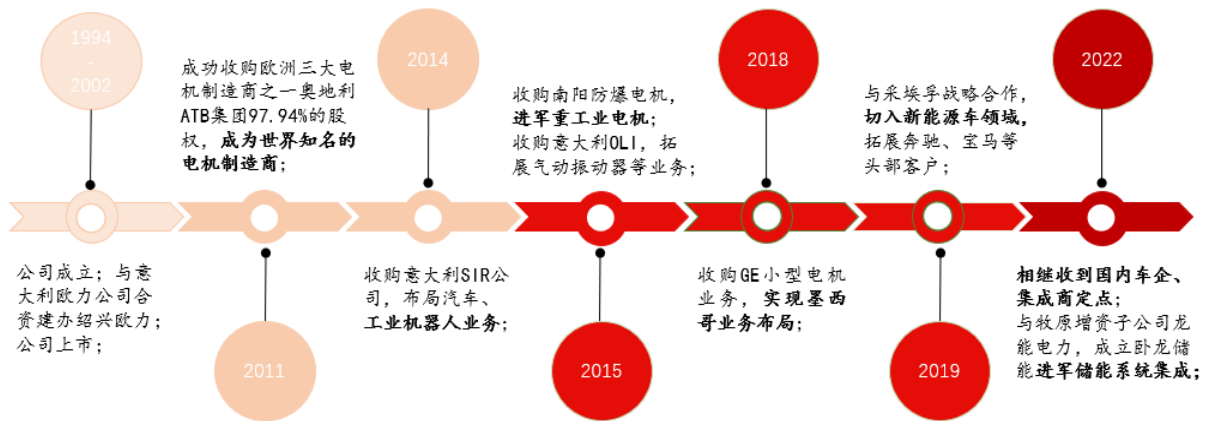 1994
-
2002
公司成立；与意
大利欧力公司合
资建办绍兴欧力；
公司上市；
成功收购欧洲三大电
机制造商之一奥地利
ATB集团97.94%的股
权，成为世界知名的
电机制造商；
2011
2014
收购意大利SIR公
司，布局汽车、
工业机器人业务；
收购南阳防爆电机，
进军重工业电机；
收购意大利OLI，拓
展气动振动器等业务；
2015
2018
收购GE小型电机
业务，实现墨西
哥业务布局；
与采埃孚战略合作，
切入新能源车领域，
拓展奔驰、宝马等
头部客户；
2019
2022
相继收到国内车企、
集成商定点；
与牧原增资子公司龙
能电力，成立卧龙储
能进军储能系统集成；